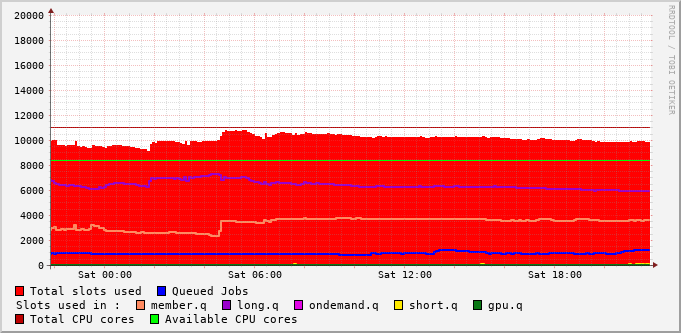 RRDTOOL / TOBI OETIKER
20000
18000
16000
14000
12000
10000
8000
6000
4000
2000
0
Sat 00:00 Sat 06:00 Sat 12:00 Sat 18:00
Total slots used Queued Jobs
Slots used in : member.q long.q ondemand.q short.q gpu.q
Total CPU cores Available CPU cores